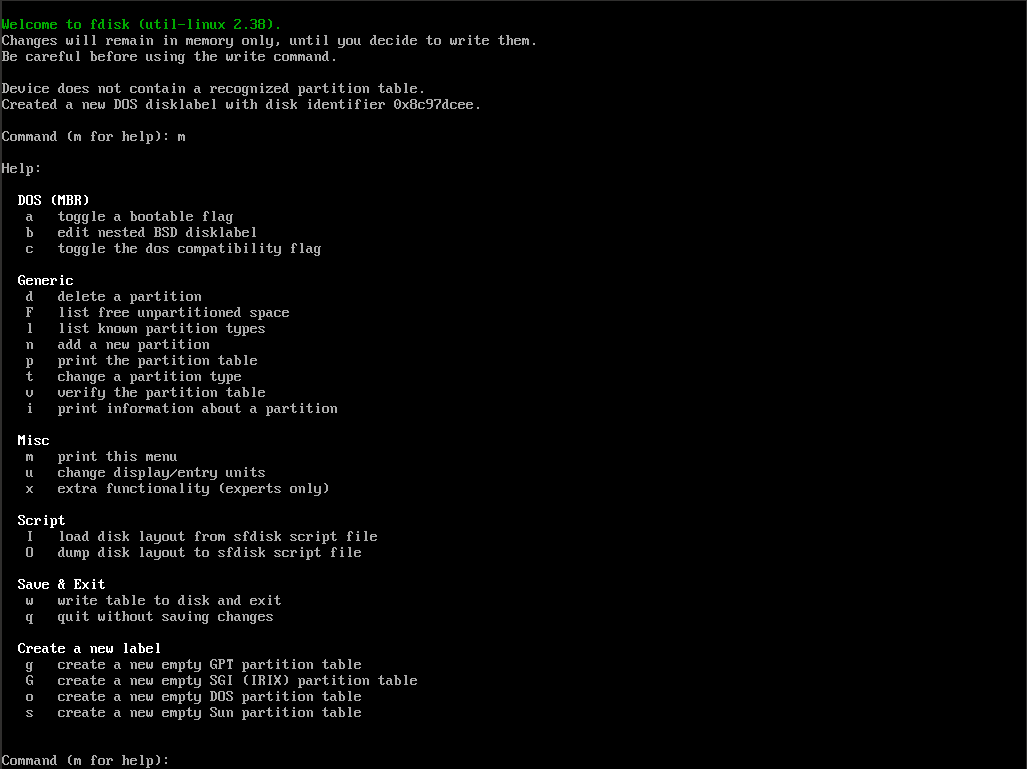 Welcome to fdisk (util-linux 2.38).
Changes will remain in memory only, until you decide to write them.
Be careful before using the write command.

Device does not contain a recognized partition table.
Created a new DOS disklabel with disk identifier 0x8c97dcee.

Command (m for help): m

Help:

  DOS (MBR)
   a   toggle a bootable flag
   b   edit nested BSD disklabel
   c   toggle the dos compatibility flag

  Generic
   d   delete a partition
   F   list free unpartitioned space
   l   list known partition types
   n   add a new partition
   p   print the partition table
   t   change a partition type
   v   verify the partition table
   i   print information about a partition

  Misc
   m   print this menu
   u   change display/entry units
   x   extra functionality (experts only)

  Script
   I   load disk layout from sfdisk script file
   O   dump disk layout to sfdisk script file

  Save & Exit
   w   write table to disk and exit
   q   quit without saving changes

  Create a new label
   g   create a new empty GPT partition table
   G   create a new empty SGI (IRIX) partition table
   o   create a new empty DOS partition table
   s   create a new empty Sun partition table


Command (m for help):